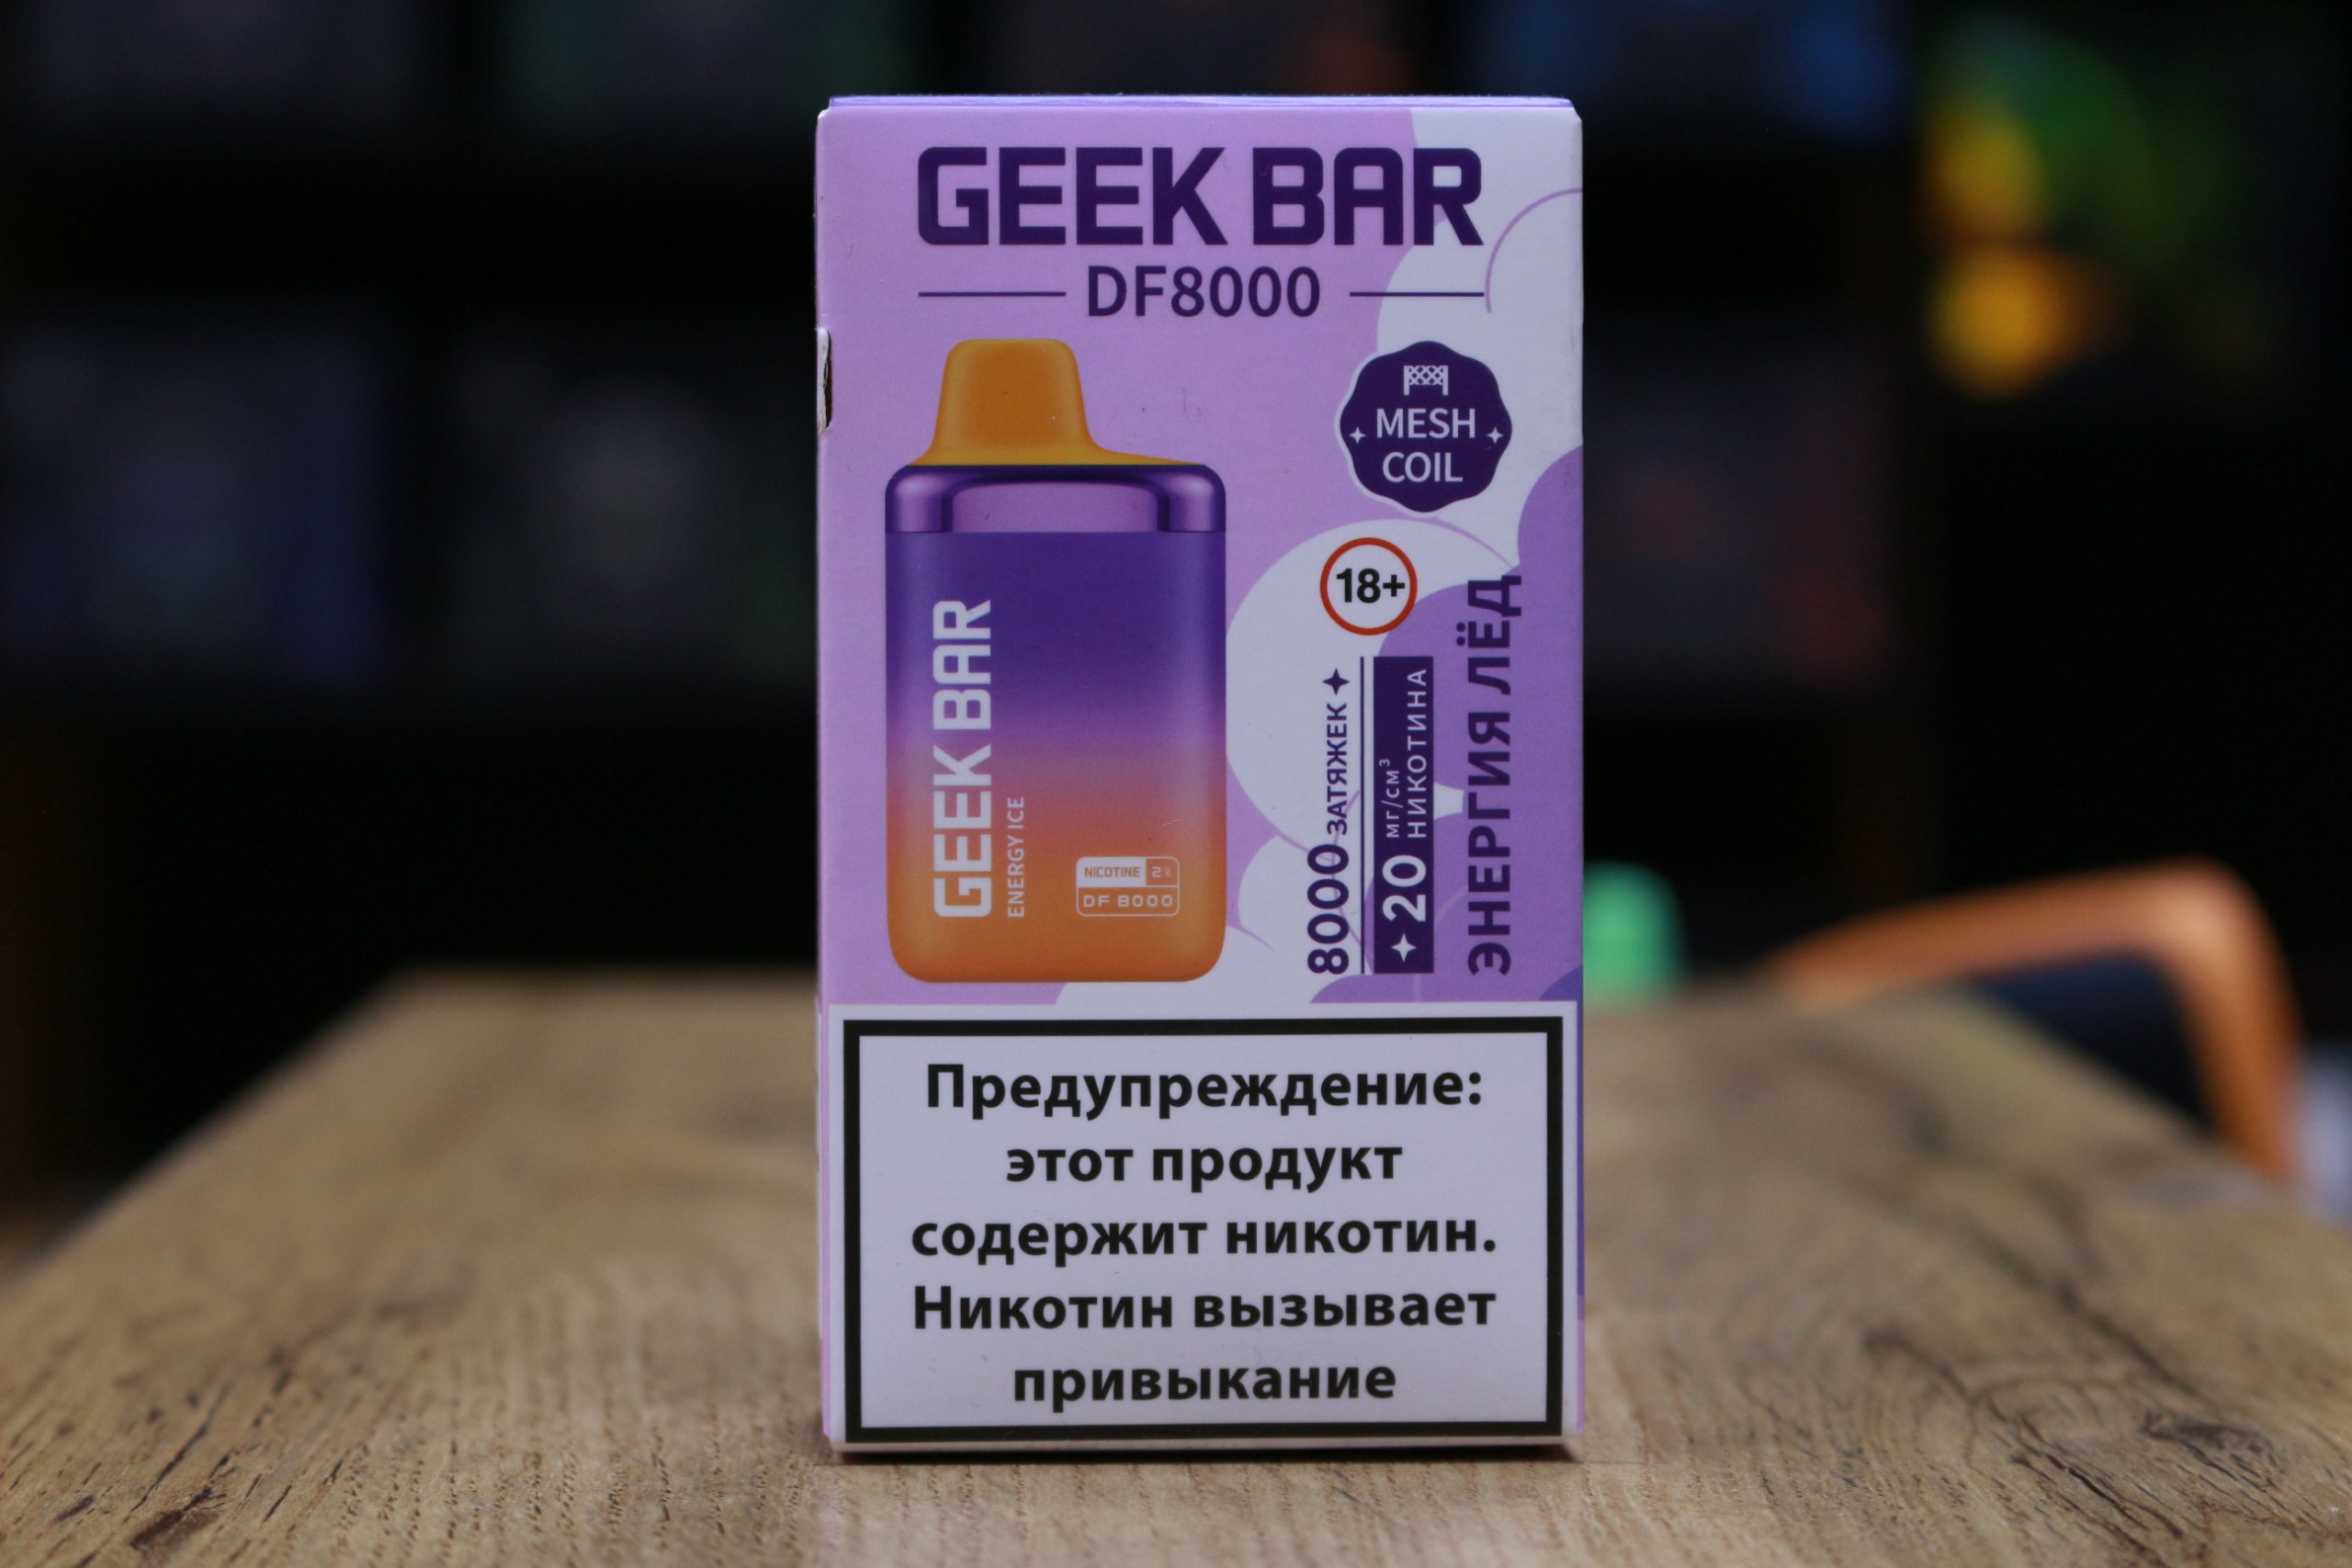 GEEK BAR
DF8000
MESH
COIL
18+
GEEK BAR
ENERGY ICE
NICOTINE 2%
DF 8000
8000 ЗАТЯЖЕК
20 мг/см³
НИКОТИНА
ЭНЕРГИЯ ЛЁД
Предупреждение:
этот продукт
содержит никотин.
Никотин вызывает
привыкание